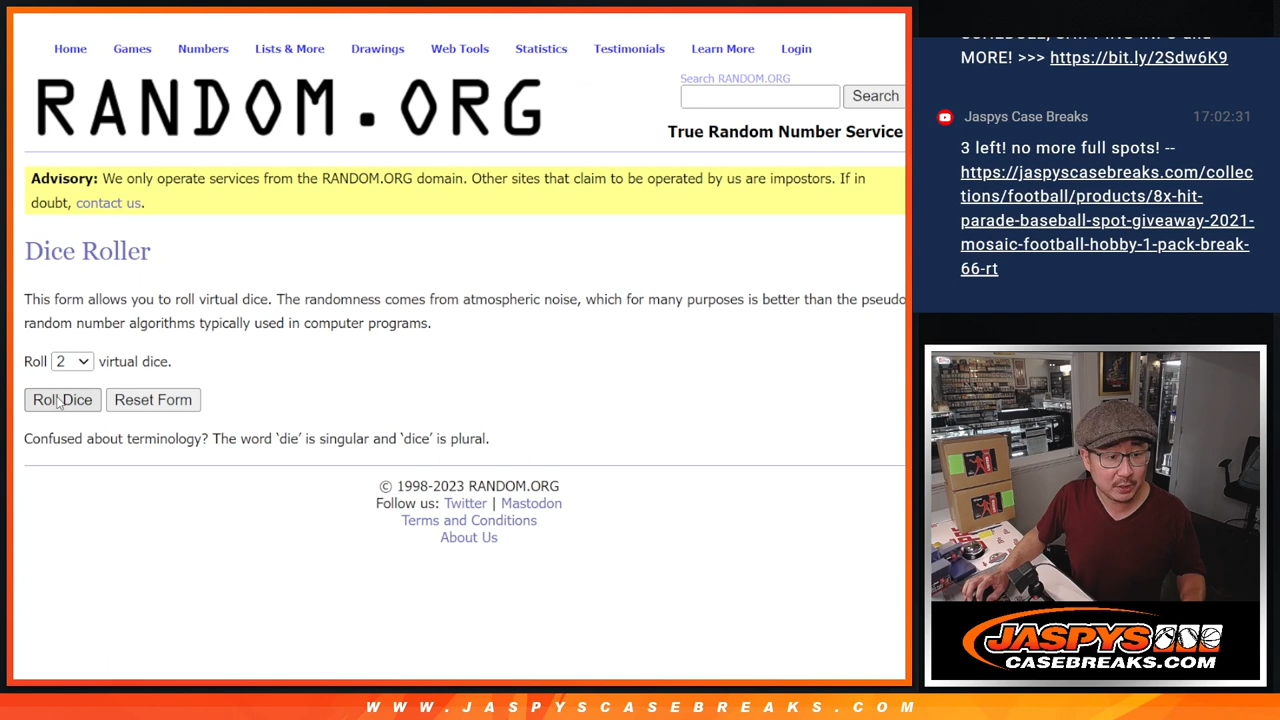 Home Games Numbers Lists & More Drawings Web Tools Statistics Testimonials Learn More Login
RANDOM.ORG
Search RANDOM.ORG
Search
True Random Number Service
Advisory: We only operate services from the RANDOM.ORG domain. Other sites that claim to be operated by us are impostors. If in
doubt, contact us.
Dice Roller
This form allows you to roll virtual dice. The randomness comes from atmospheric noise, which for many purposes is better than the pseudo
random number algorithms typically used in computer programs.
Roll 2 virtual dice.
Roll Dice Reset Form
Confused about terminology? The word ‘die’ is singular and ‘dice’ is plural.
© 1998-2023 RANDOM.ORG
Follow us: Twitter | Mastodon
Terms and Conditions
About Us
MORE! >>> https://bit.ly/2Sdw6K9
Jaspys Case Breaks 17:02:31
3 left! no more full spots! --
https://jaspyscasebreaks.com/collec
tions/football/products/8x-hit-
parade-baseball-spot-giveaway-2021-
mosaic-football-hobby-1-pack-break-
66-rt
JASPYS
CASEBREAKS.COM
WWW.JASPYSCASEBREAKS.COM